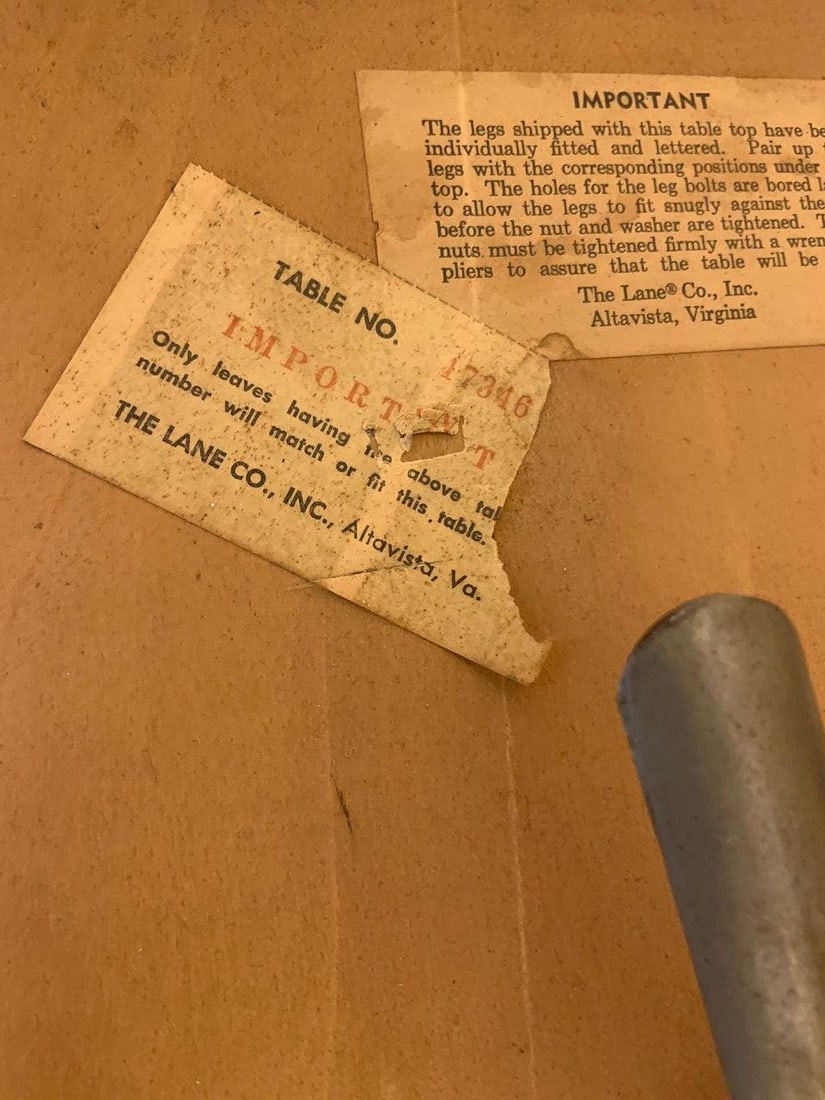 IMPORTANT
The legs shipped with this table top have be
individually fitted and lettered. Pair up
legs with the corresponding positions under
top. The holes for the leg bolts are bored l
to allow the legs to fit snugly against the
before the nut and washer are tightened. T
nuts must be tightened firmly with a wren
pliers to assure that the table will be
The Lane® Co., Inc.
Altavista, Virginia
TABLE NO. 17346
IMPORTANT
Only leaves having the above tal
number will match or fit this table.
THE LANE CO., INC., Altavista, Va.